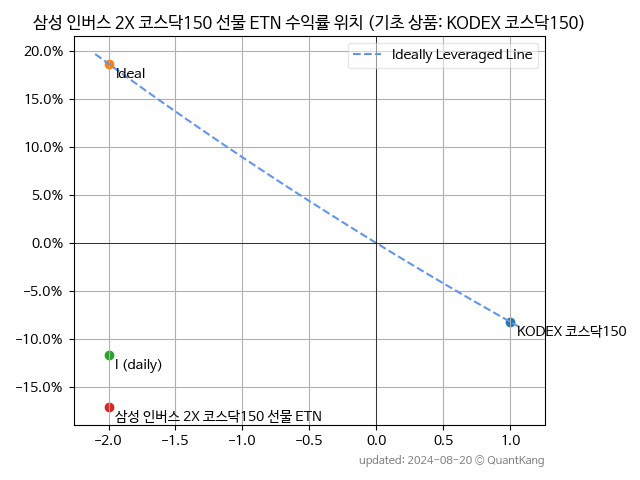 삼성 인버스 2X 코스닥150 선물 ETN 수익률 위치 (기초 상품: KODEX 코스닥150)
20.0%
15.0%
10.0%
5.0%
0.0%
−5.0%
−10.0%
−15.0%
Ideally Leveraged Line
Ideal
KODEX 코스닥150
I (daily)
삼성 인버스 2X 코스닥150 선물 ETN
−2.0 −1.5 −1.0 −0.5 0.0 0.5 1.0
updated: 2024-08-20 © QuantKang